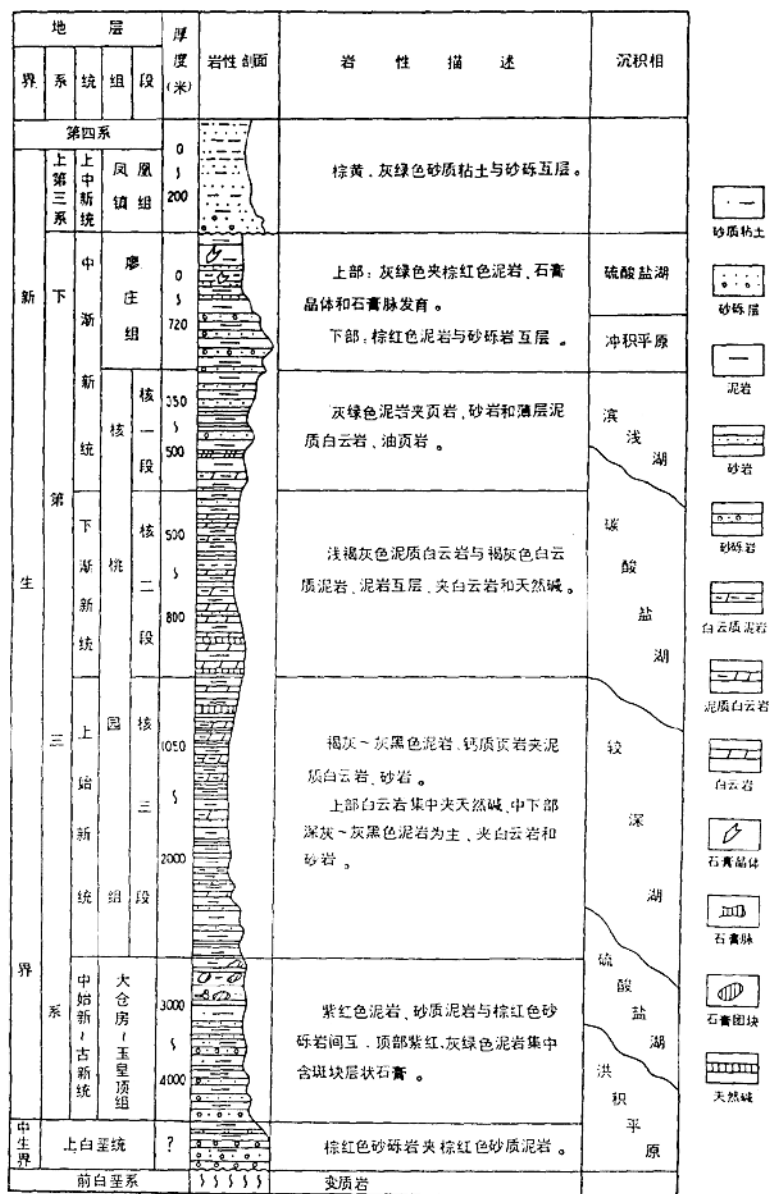 地 层
厚度(米)
岩性剖面
岩 性 描 述
沉积相
界 系 统 组 段
第四系
新生界
上第三系
上中新统
凤凰镇组
0 ~ 200
棕黄、灰绿色砂质粘土与砂砾互层。
下第三系
中渐新统
廖庄组
0 ~ 720
上部:灰绿色夹棕红色泥岩、石膏
晶体和石膏脉发育。
下部:棕红色泥岩与砂砾岩互层。
硫酸盐湖
冲积平原
核桃园组
核一段
350 ~ 500
灰绿色泥岩夹页岩、砂岩和薄层泥
质白云岩、油页岩。
滨浅湖
下渐新统
核二段
500 ~ 800
浅褐灰色泥质白云岩与褐灰色白云
质泥岩、泥岩互层、夹白云岩和天然碱。
碳酸盐湖
上始新统
核三段
1050 ~ 2000
褐灰~灰黑色泥岩、钙质页岩夹泥
质白云岩、砂岩。
上部白云岩集中夹天然碱、中下部
深灰~灰黑色泥岩为主、夹白云岩和
砂岩。
较深湖
中始新~古新统
大仓房~玉皇顶组
3000 ~ 4000
紫红色泥岩、砂质泥岩与棕红色砂
砾岩间互.顶部紫红、灰绿色泥岩集中
含斑块层状石膏。
硫酸盐湖
洪积平原
中生界
上白垩统
?
棕红色砂砾岩夹棕红色砂质泥岩。
前白垩系
变质岩
砂质粘土
砂砾层
泥岩
砂岩
砂砾岩
白云质泥岩
泥质白云岩
白云岩
石膏晶体
石膏脉
石膏团块
天然碱